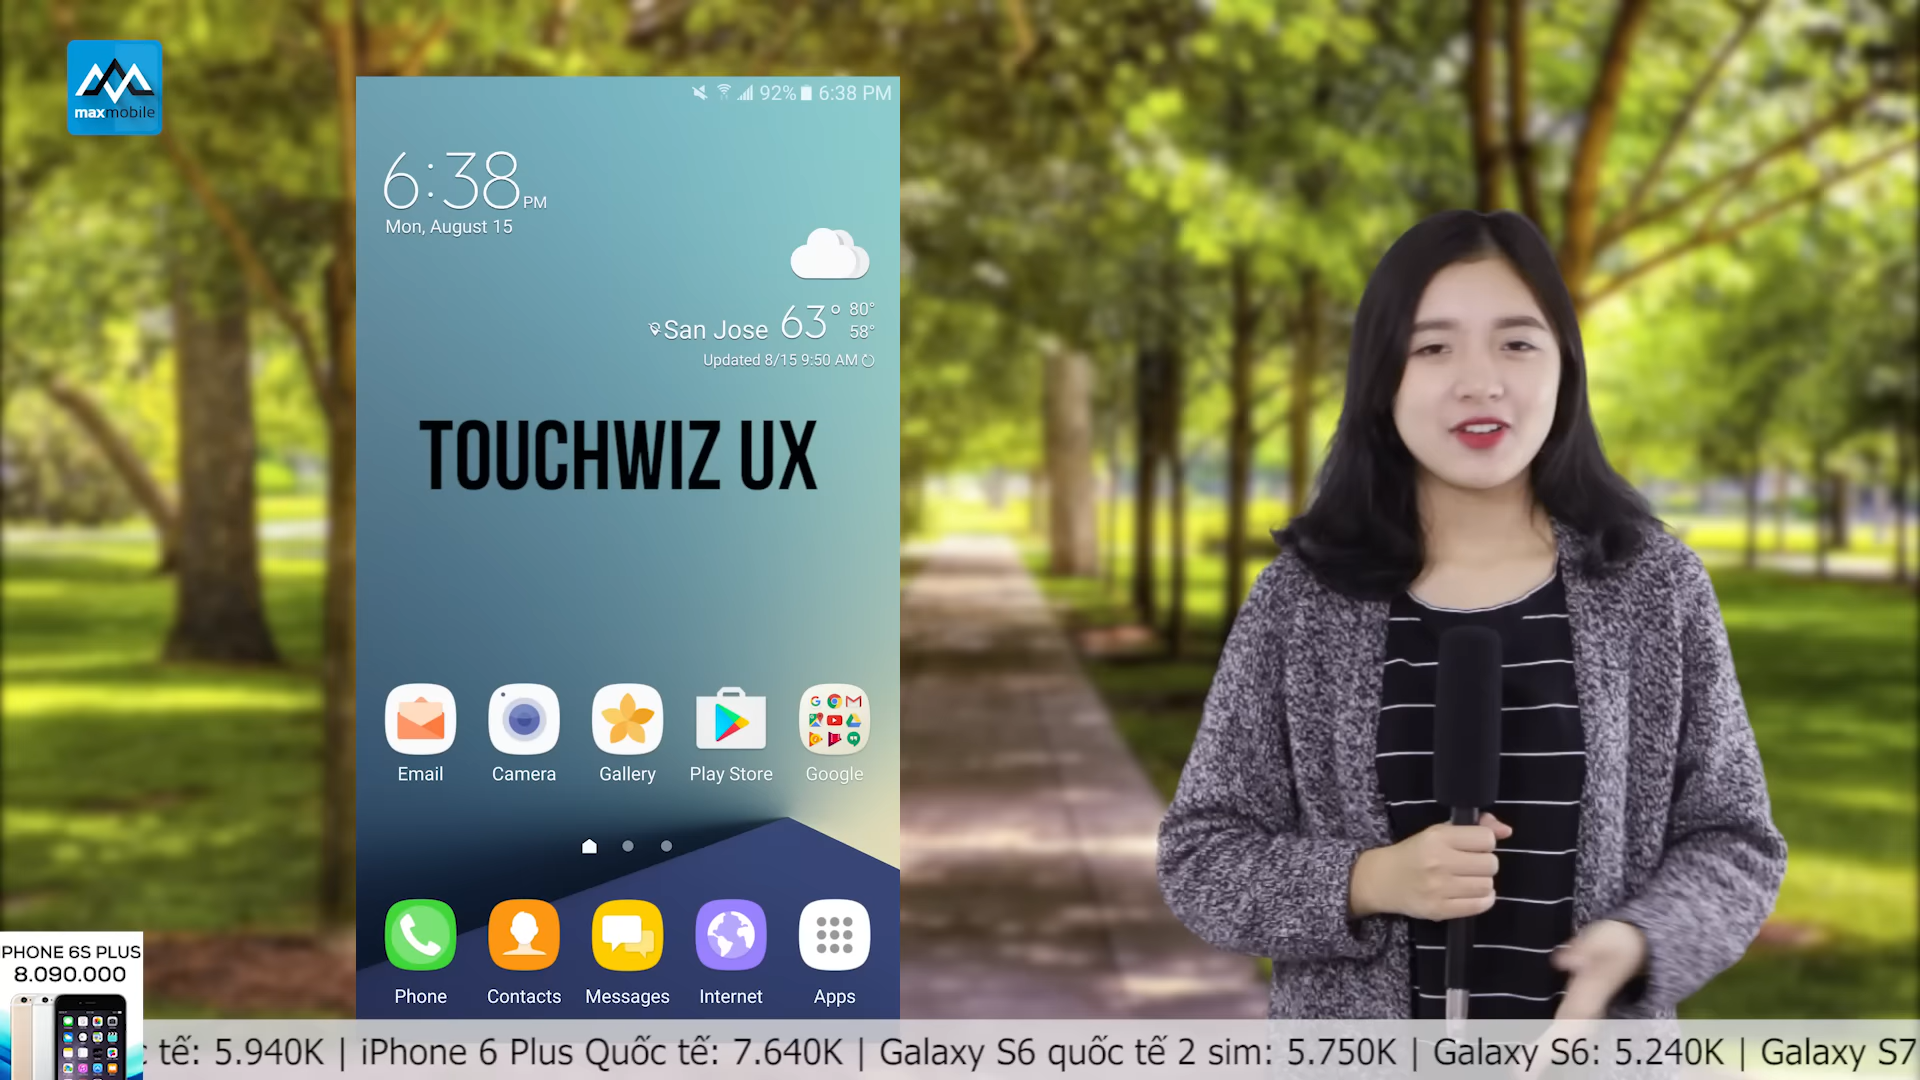 maxmobile
92% 6:38 PM
6:38 PM
Mon, August 15
San Jose 63° 80°
58°
Updated 8/15 9:50 AM
TOUCHWIZ UX
Email Camera Gallery Play Store Google
Phone Contacts Messages Internet Apps
PHONE 6S PLUS
8.090.000
tế: 5.940K | iPhone 6 Plus Quốc tế: 7.640K | Galaxy S6 quốc tế 2 sim: 5.750K | Galaxy S6: 5.240K | Galaxy S7